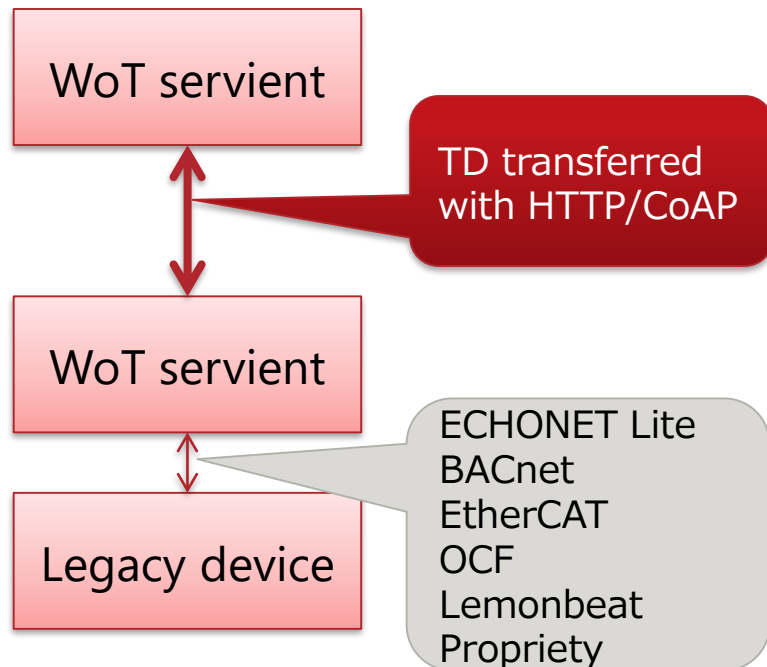 WoT servient
TD transferred
with HTTP/CoAP
WoT servient
ECHONET Lite
BACnet
EtherCAT
OCF
Lemonbeat
Propriety
Legacy device